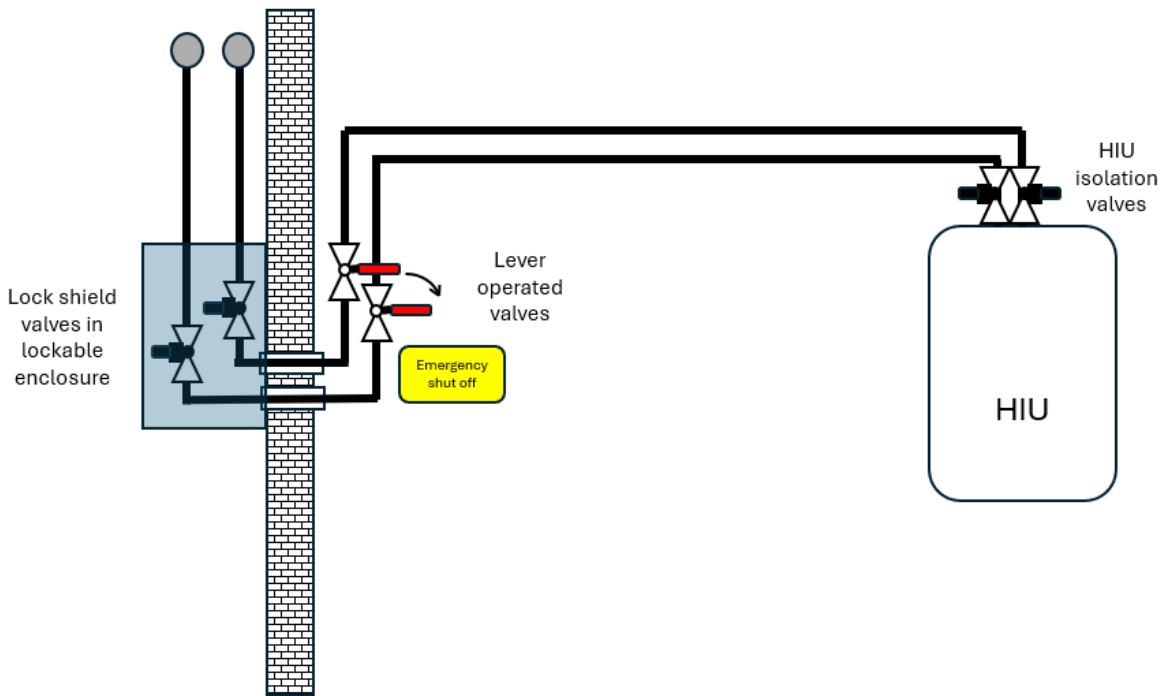 HIU
isolation
valves
Lever
operated
valves
Lock shield
valves in
lockable
enclosure
Emergency
shut off
HIU